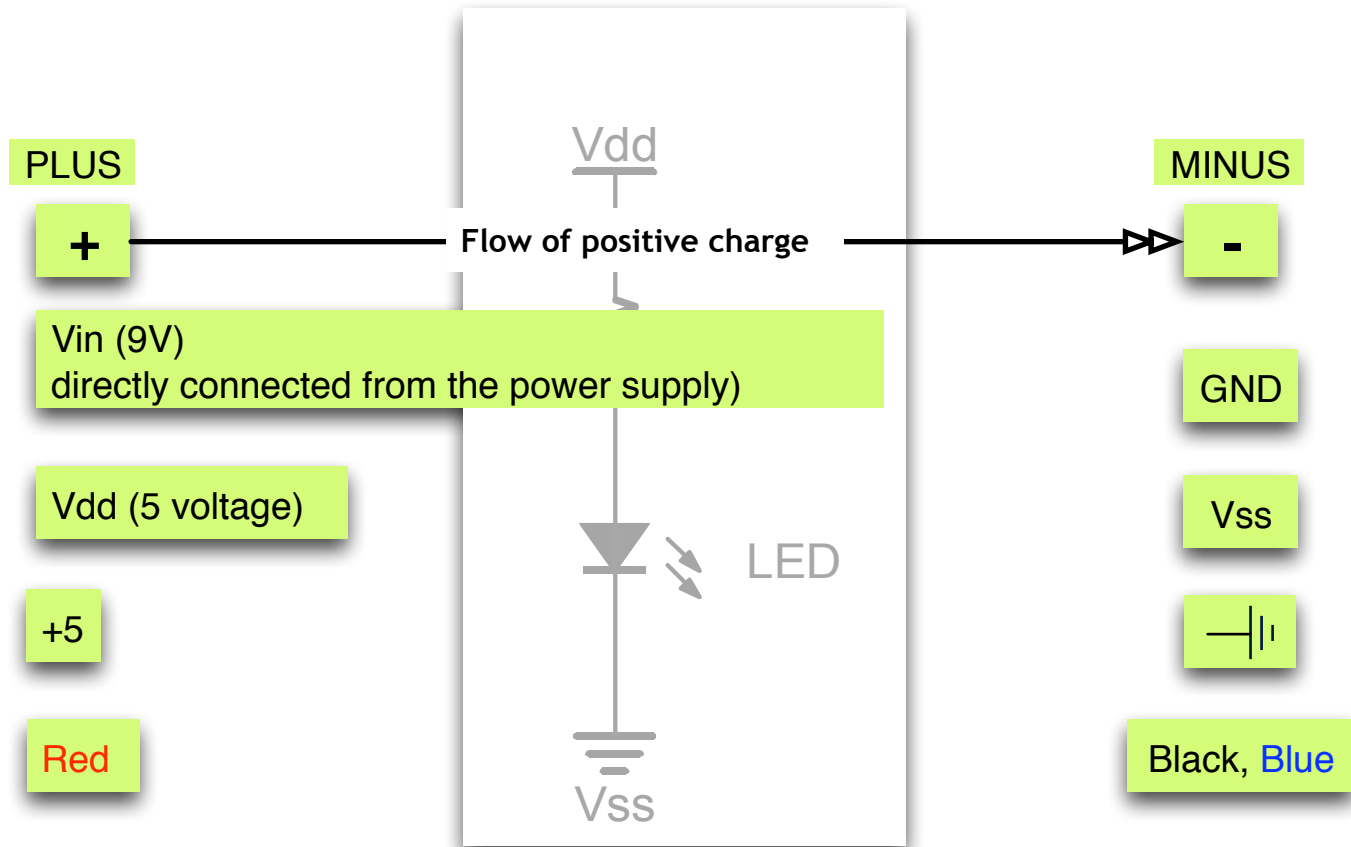 Vdd
PLUS
MINUS
+
Flow of positive charge
-
Vin (9V)
directly connected from the power supply)
GND
Vdd (5 voltage)
Vss
LED
+5
Red
Black, Blue
Vss